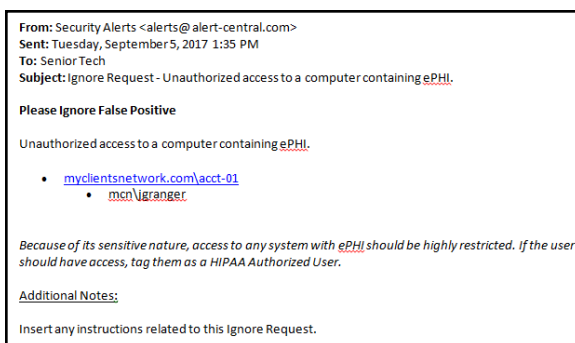 From: Security Alerts <alerts@alert-central.com>
Sent: Tuesday, September 5, 2017 1:35 PM
To: Senior Tech
Subject: Ignore Request - Unauthorized access to a computer containing ePHI.
Please Ignore False Positive
Unauthorized access to a computer containing ePHI.
• myclientsnetwork.com\acct-01
• mcn\jgranger
Because of its sensitive nature, access to any system with ePHI should be highly restricted. If the user
should have access, tag them as a HIPAA Authorized User.
Additional Notes:
Insert any instructions related to this Ignore Request.